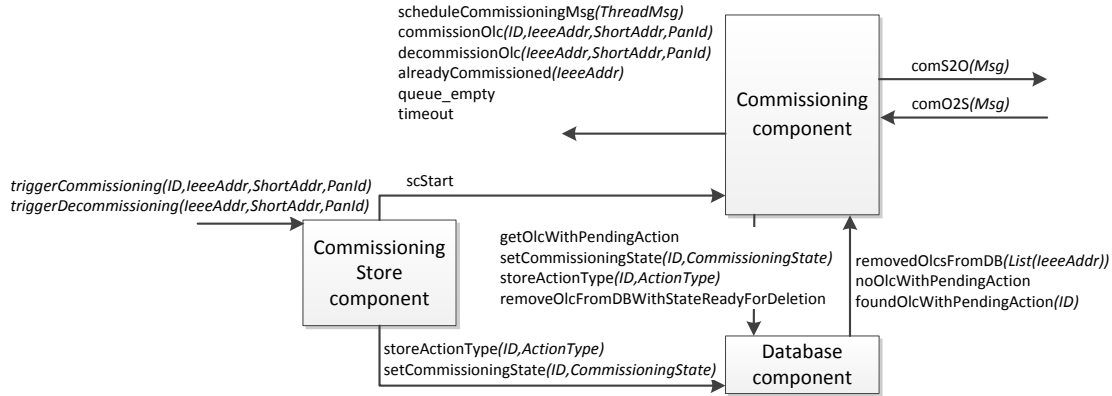 scheduleCommissioningMsg(ThreadMsg)
commissionOlc(ID,IeeeAddr,ShortAddr,PanId)
decommissionOlc(IeeeAddr,ShortAddr,PanId)
alreadyCommissioned(IeeeAddr)
queue_empty
timeout
Commissioning
component
comS2O(Msg)
comO2S(Msg)
triggerCommissioning(ID,IeeeAddr,ShortAddr,PanId)
triggerDecommissioning(IeeeAddr,ShortAddr,PanId)
scStart
Commissioning
Store
component
getOlcWithPendingAction
setCommissioningState(ID,CommissioningState)
storeActionType(ID,ActionType)
removeOlcFromDBWithStateReadyForDeletion
removedOlcsFromDB(List(IeeeAddr))
noOlcWithPendingAction
foundOlcWithPendingAction(ID)
storeActionType(ID,ActionType)
setCommissioningState(ID,CommissioningState)
Database
component